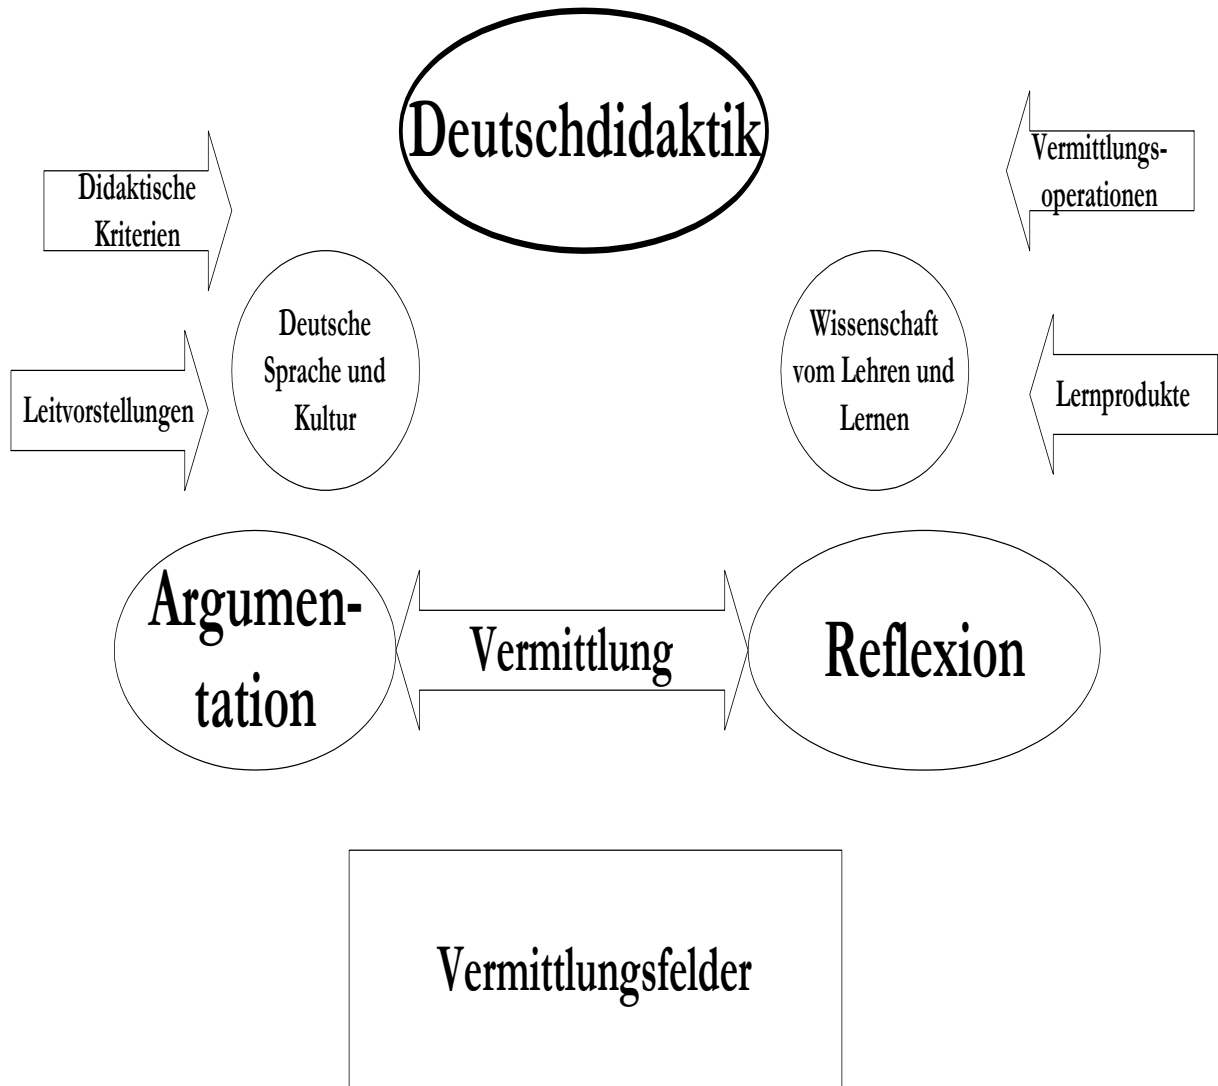 Deutschdidaktik
Didaktische
Kriterien
Vermittlungs-
operationen
Deutsche
Sprache und
Kultur
Wissenschaft
vom Lehren und
Lernen
Leitvorstellungen
Lernprodukte
Argumen-
tation
Vermittlung
Reflexion
Vermittlungsfelder